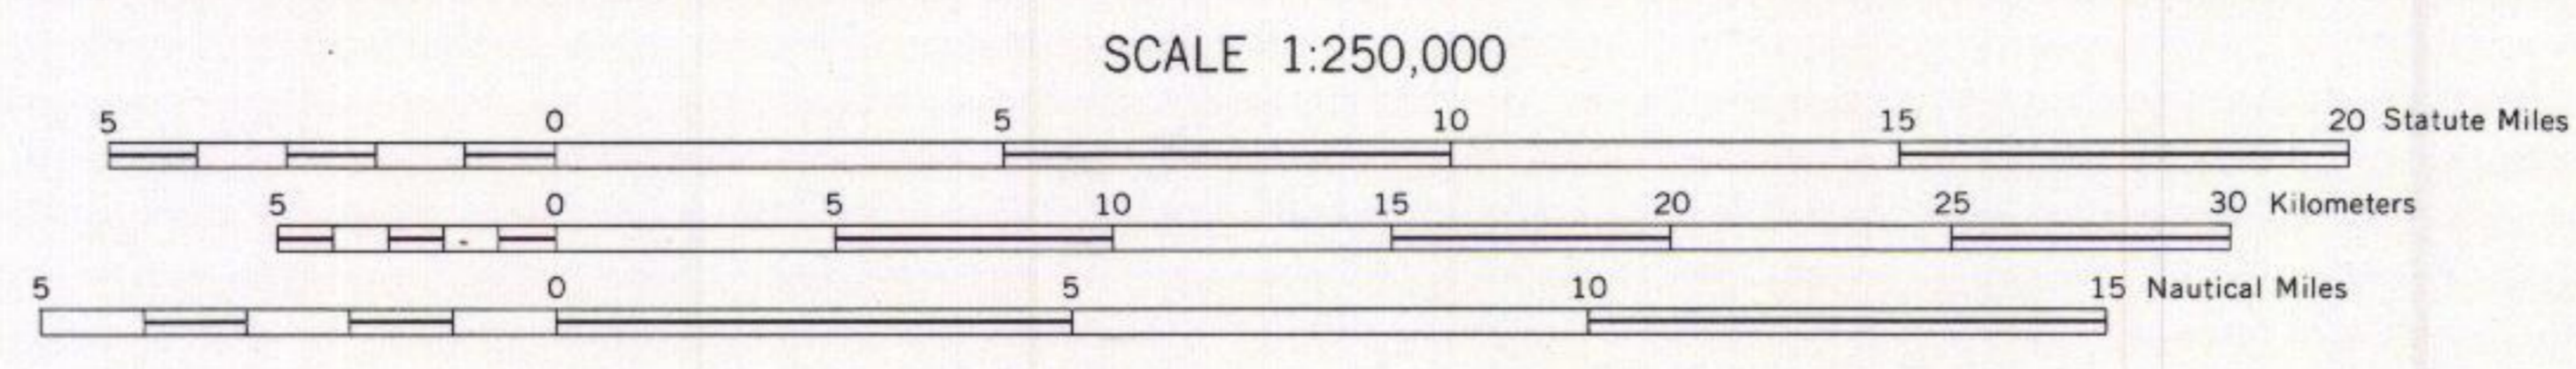 SCALE 1:250,000
5 0 5 10 15 20 Statute Miles
5 0 5 10 15 20 25 30 Kilometers
5 0 5 10 15 Nautical Miles